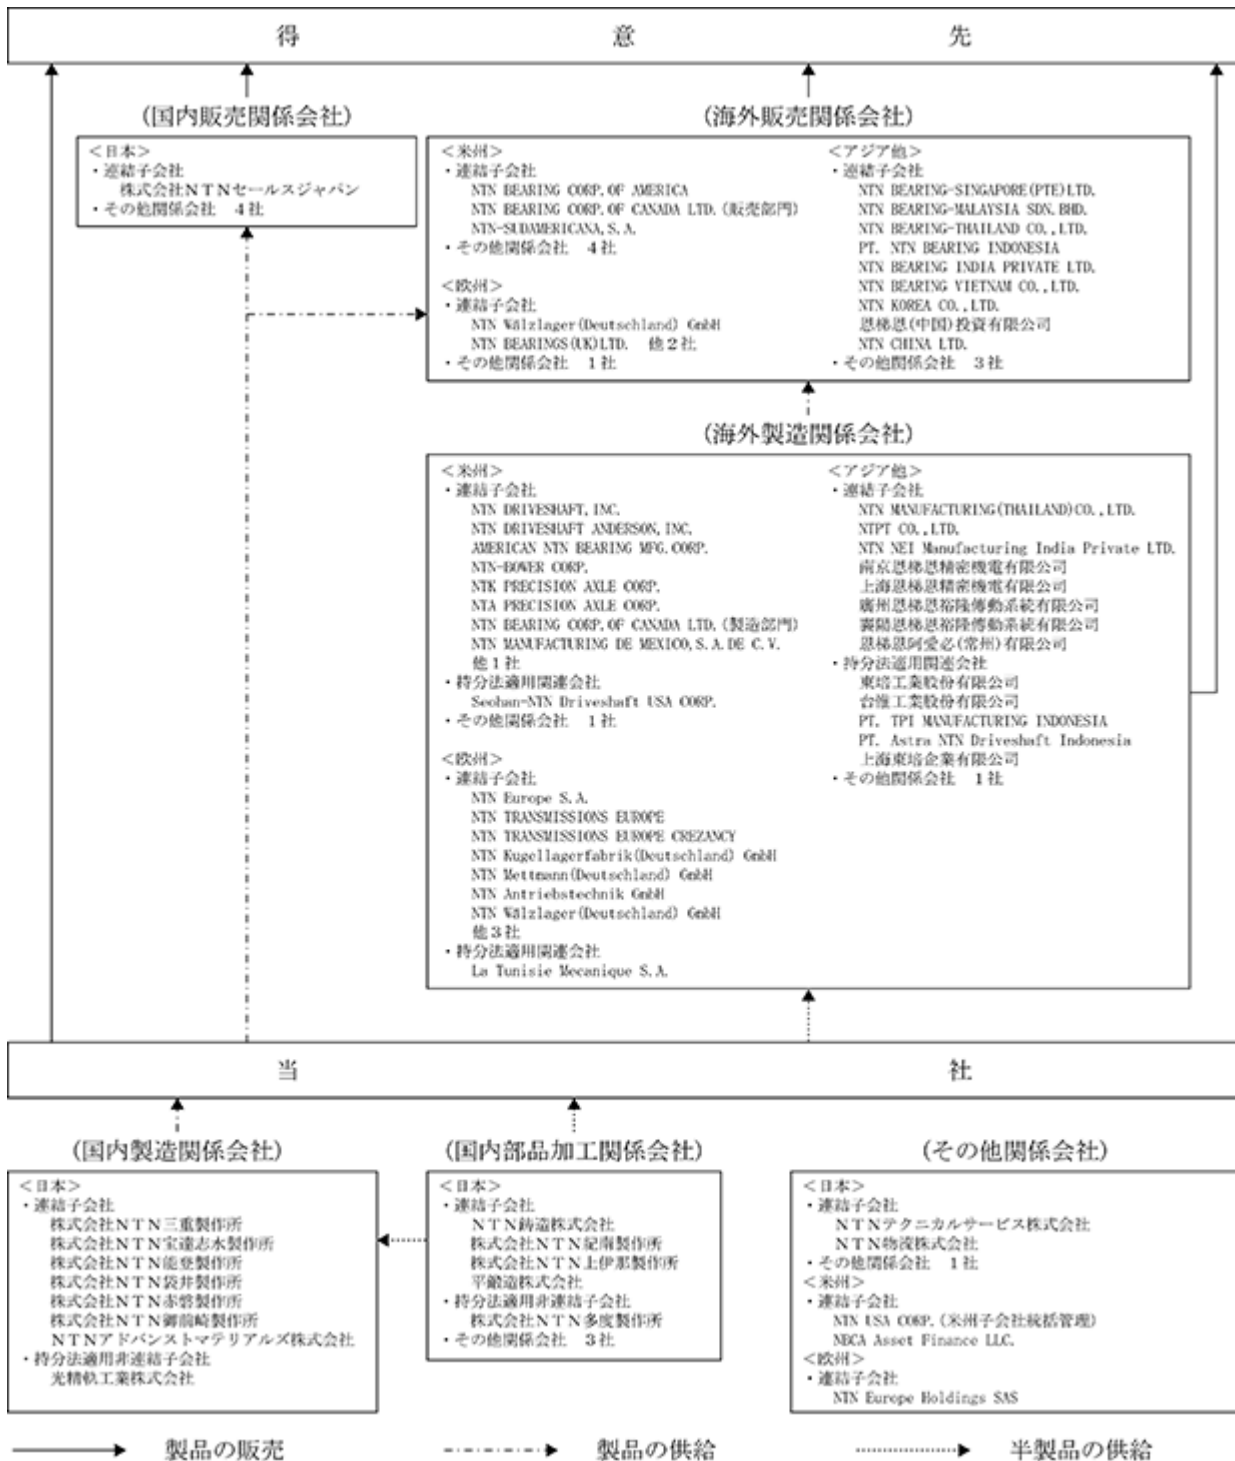 得意先
(国内販売関係会社)
＜日本＞
・連結子会社
株式会社ＮＴＮセールスジャパン
・その他関係会社　４社
(海外販売関係会社)
＜米州＞
・連結子会社
NTN BEARING CORP.OF AMERICA
NTN BEARING CORP.OF CANADA LTD.(販売部門)
NTN-SUDAMERICANA,S.A.
・その他関係会社　４社
＜欧州＞
・連結子会社
NTN Wälzlager(Deutschland) GmbH
NTN BEARINGS(UK)LTD.　他２社
・その他関係会社　１社
＜アジア他＞
・連結子会社
NTN BEARING-SINGAPORE(PTE)LTD.
NTN BEARING-MALAYSIA SDN.BHD.
NTN BEARING-THAILAND CO.,LTD.
PT. NTN BEARING INDONESIA
NTN BEARING INDIA PRIVATE LTD.
NTN BEARING VIETNAM CO.,LTD.
NTN KOREA CO.,LTD.
恩梯恩(中国)投資有限公司
NTN CHINA LTD.
・その他関係会社　３社
(海外製造関係会社)
＜米州＞
・連結子会社
NTN DRIVESHAFT,INC.
NTN DRIVESHAFT ANDERSON,INC.
AMERICAN NTN BEARING MFG.CORP.
NTN-BOWER CORP.
NTK PRECISION AXLE CORP.
NTA PRECISION AXLE CORP.
NTN BEARING CORP.OF CANADA LTD.(製造部門)
NTN MANUFACTURING DE MEXICO,S.A.DE C.V.
他１社
・持分法適用関連会社
Seohan-NTN Driveshaft USA CORP.
・その他関係会社　１社
＜欧州＞
・連結子会社
NTN Europe S.A.
NTN TRANSMISSIONS EUROPE
NTN TRANSMISSIONS EUROPE CREZANCY
NTN Kugellagerfabrik(Deutschland) GmbH
NTN Mettmann(Deutschland) GmbH
NTN Antriebstechnik GmbH
NTN Wälzlager(Deutschland) GmbH
他３社
・持分法適用関連会社
La Tunisie Mecanique S.A.
＜アジア他＞
・連結子会社
NTN MANUFACTURING(THAILAND)CO.,LTD.
NTPT CO.,LTD.
NTN NEI Manufacturing India Private LTD.
南京恩梯恩精密機電有限公司
上海恩梯恩精密機電有限公司
廣州恩梯恩裕隆傳動系統有限公司
襄陽恩梯恩裕隆傳動系統有限公司
恩梯恩阿愛必(常州)有限公司
・持分法適用関連会社
東培工業股份有限公司
台惟工業股份有限公司
PT. TPI MANUFACTURING INDONESIA
PT. Astra NTN Driveshaft Indonesia
上海東培企業有限公司
・その他関係会社　１社
当社
(国内製造関係会社)
＜日本＞
・連結子会社
株式会社ＮＴＮ三重製作所
株式会社ＮＴＮ宝達志水製作所
株式会社ＮＴＮ能登製作所
株式会社ＮＴＮ袋井製作所
株式会社ＮＴＮ赤磐製作所
株式会社ＮＴＮ御前崎製作所
ＮＴＮアドバンストマテリアルズ株式会社
・持分法適用非連結子会社
光精軌工業株式会社
(国内部品加工関係会社)
＜日本＞
・連結子会社
ＮＴＮ鋳造株式会社
株式会社ＮＴＮ紀南製作所
株式会社ＮＴＮ上伊那製作所
平鍛造株式会社
・持分法適用非連結子会社
株式会社ＮＴＮ多度製作所
・その他関係会社　３社
(その他関係会社)
＜日本＞
・連結子会社
ＮＴＮテクニカルサービス株式会社
ＮＴＮ物流株式会社
・その他関係会社　１社
＜米州＞
・連結子会社
NTN USA CORP.(米州子会社統括管理)
NBCA Asset Finance LLC.
＜欧州＞
・連結子会社
NTN Europe Holdings SAS
製品の販売
製品の供給
半製品の供給